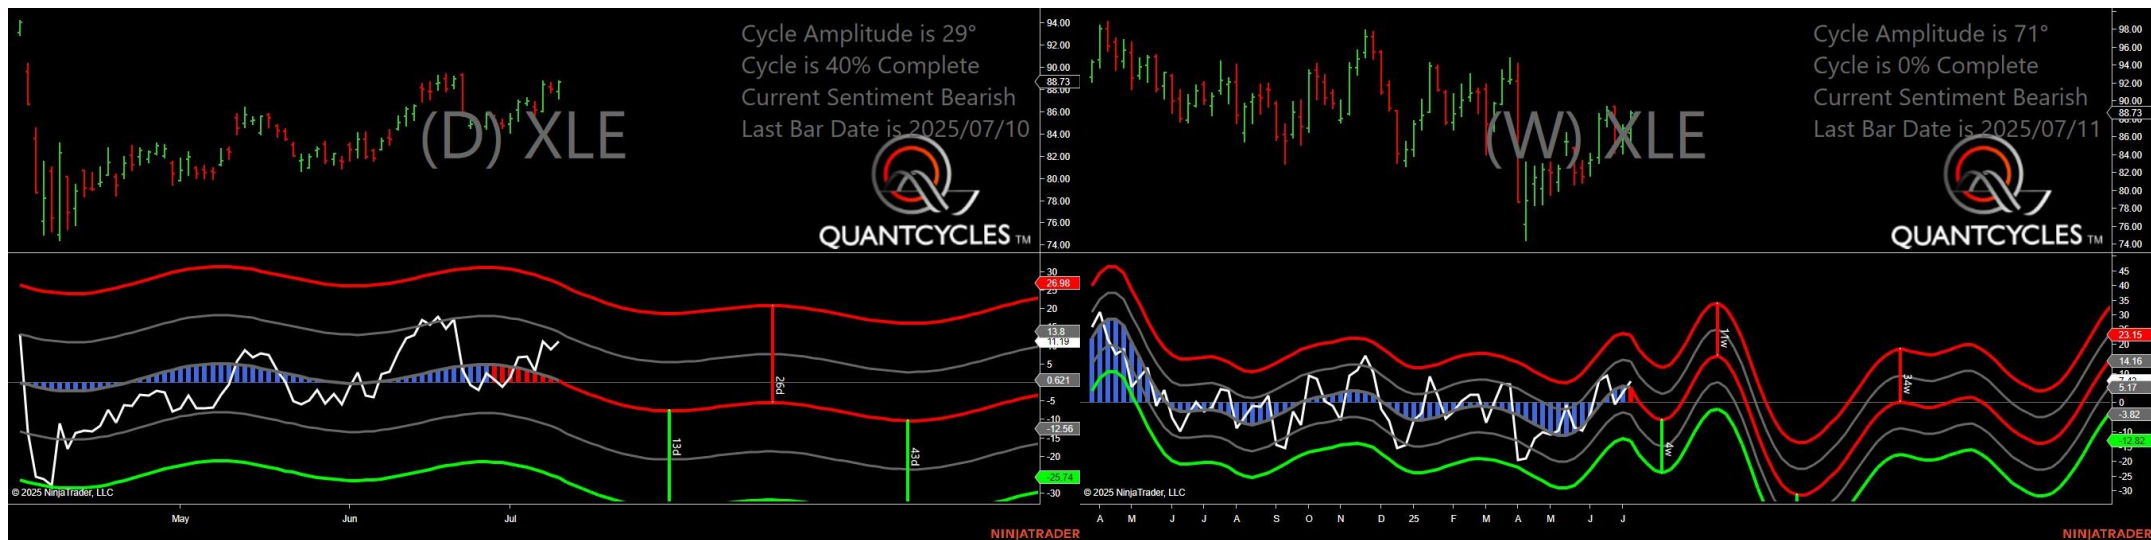 Cycle Amplitude is 29°
Cycle is 40% Complete
Current Sentiment Bearish
Last Bar Date is 2025/07/10
(D) XLE
QUANTCYCLES TM
94.00
92.00
90.00
88.73
88.00
86.00
84.00
82.00
80.00
78.00
76.00
74.00
30
26.98
25
20
13.8
11.19
5
0.621
-5
-10
-12.56
-15
-20
-25.74
-30
13d
26d
43d
© 2025 NinjaTrader, LLC
May Jun Jul
NINJATRADER
Cycle Amplitude is 71°
Cycle is 0% Complete
Current Sentiment Bearish
Last Bar Date is 2025/07/11
(W) XLE
QUANTCYCLES TM
98.00
96.00
94.00
92.00
90.00
88.73
86.00
84.00
82.00
80.00
78.00
76.00
74.00
45
40
35
30
25
23.15
20
14.16
5.17
0
-3.82
-10
-12.82
-15
-20
-25
-30
4w
11w
34w
© 2025 NinjaTrader, LLC
A M J J A S O N D 25 F M A M J J
NINJATRADER